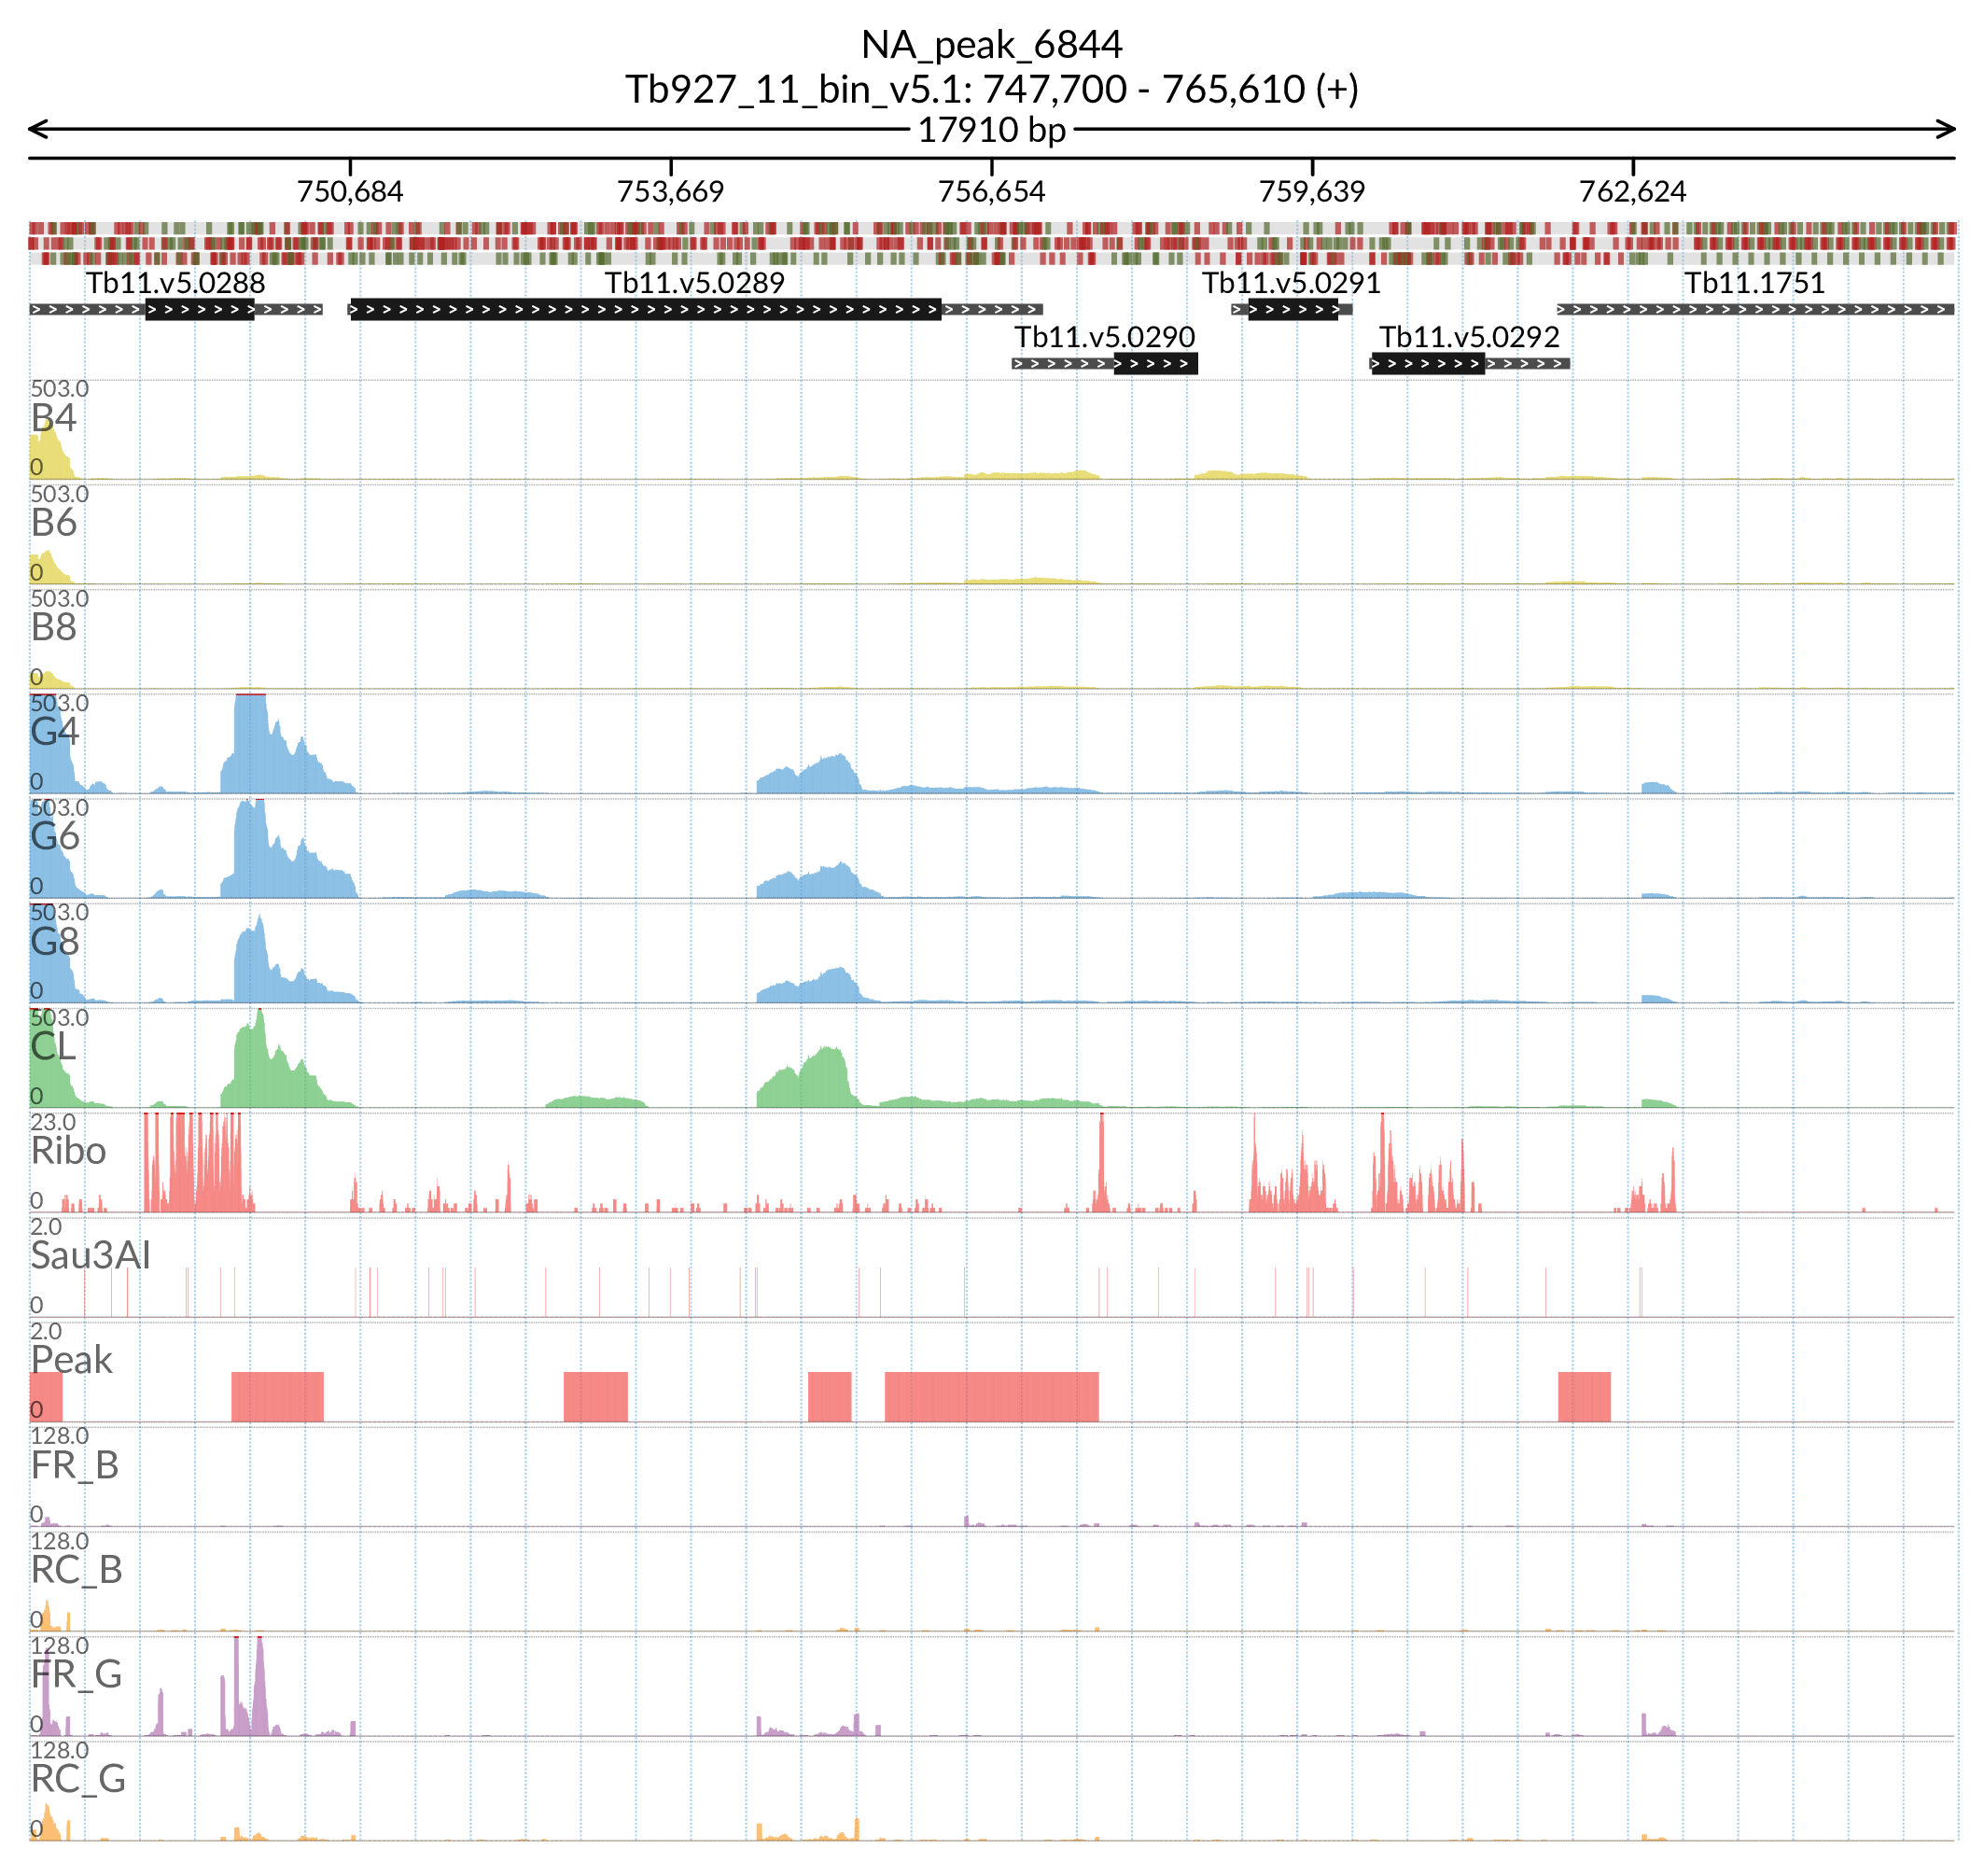 NA_peak_6844
Tb927_11_bin_v5.1: 747,700 - 765,610 (+)
17910 bp
750,684 753,669 756,654 759,639 762,624
Tb11.v5.0288 Tb11.v5.0289 Tb11.v5.0291 Tb11.1751
Tb11.v5.0290 Tb11.v5.0292
503.0
B4
0
503.0
B6
0
503.0
B8
0
503.0
G4
0
503.0
G6
0
503.0
G8
0
503.0
CL
0
23.0
Ribo
0
2.0
Sau3AI
0
2.0
Peak
0
128.0
FR_B
0
128.0
RC_B
0
128.0
FR_G
0
128.0
RC_G
0